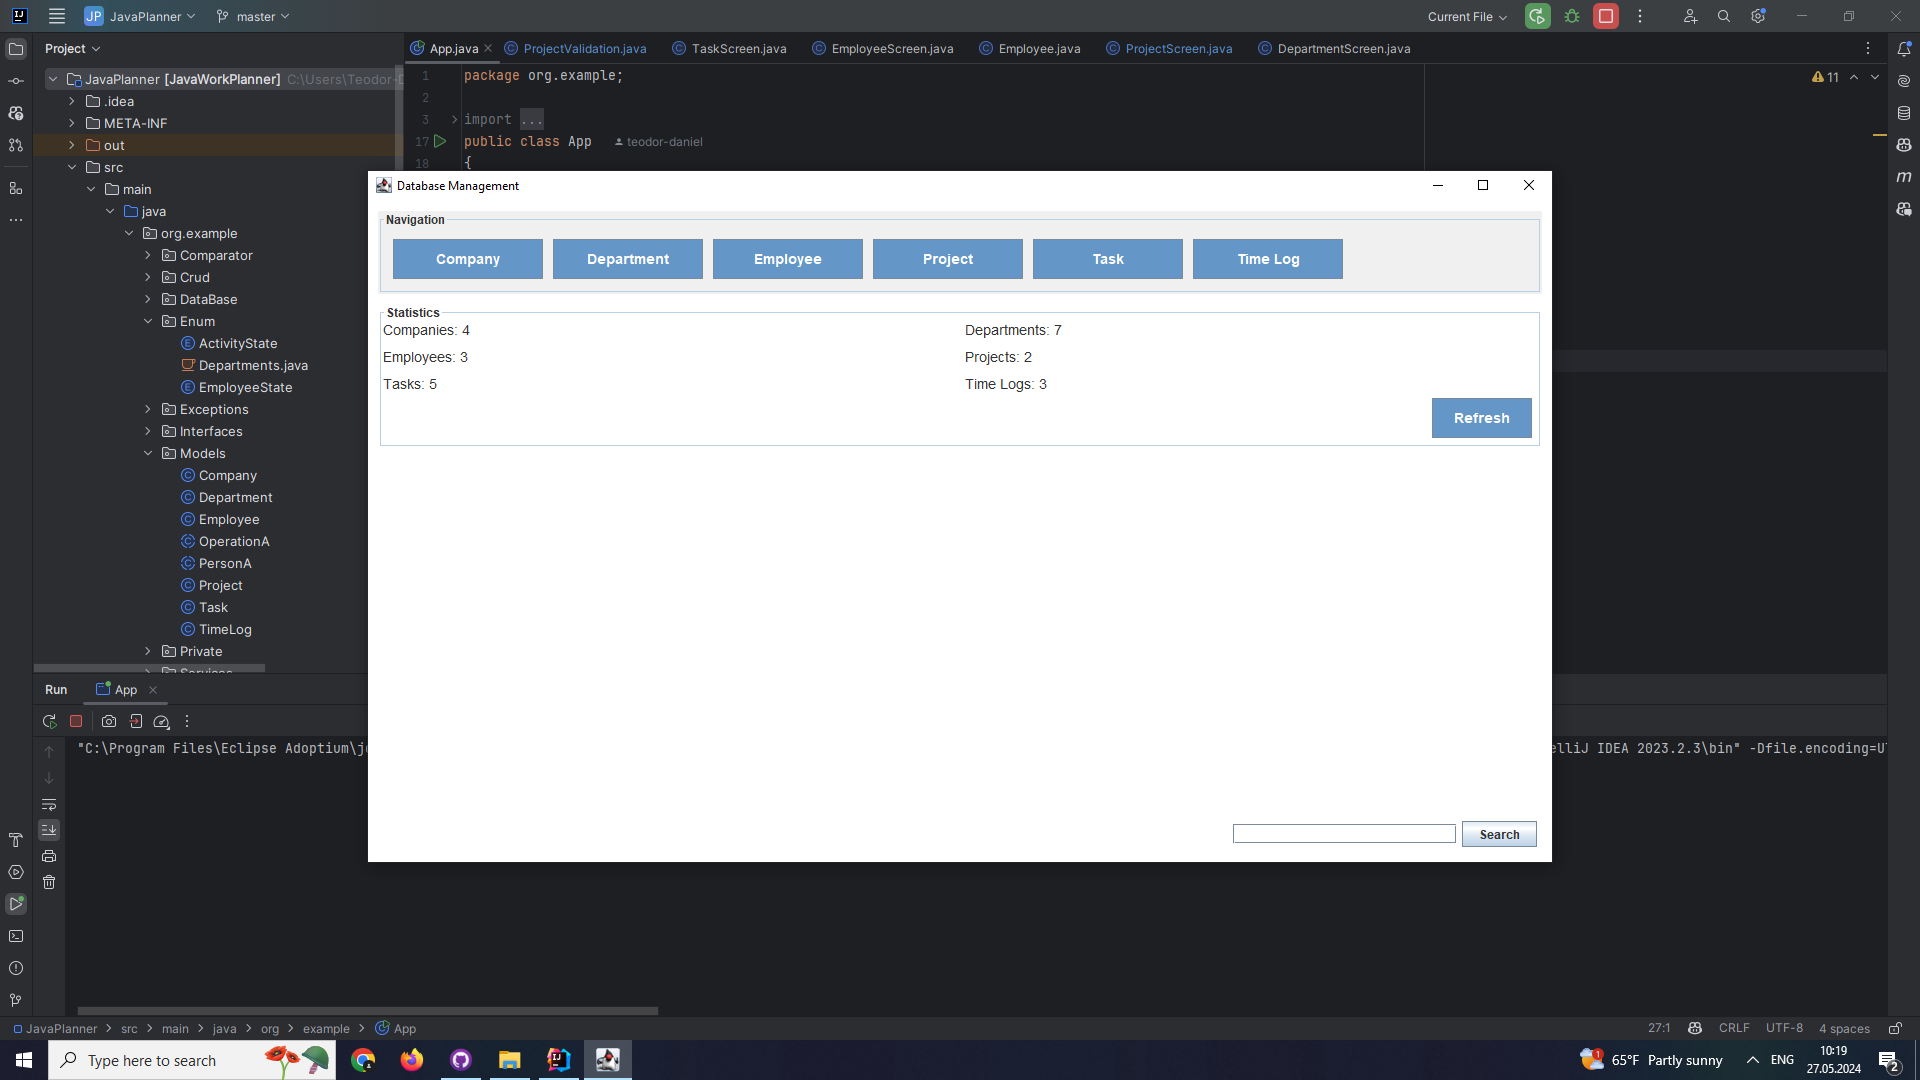 JP JavaPlanner master Current File
Project
App.java ProjectValidation.java TaskScreen.java EmployeeScreen.java Employee.java ProjectScreen.java DepartmentScreen.java
JavaPlanner [JavaWorkPlanner] C:\Users\Teodor-D
.idea
META-INF
out
src
main
java
org.example
Comparator
Crud
DataBase
Enum
ActivityState
Departments.java
EmployeeState
Exceptions
Interfaces
Models
Company
Department
Employee
OperationA
PersonA
Project
Task
TimeLog
Private
Services
1 package org.example;
2
3 import ...
17 public class App teodor-daniel
18 {
11
Database Management
Navigation
Company Department Employee Project Task Time Log
Statistics
Companies: 4 Departments: 7
Employees: 3 Projects: 2
Tasks: 5 Time Logs: 3
Refresh
Search
Run App
"C:\Program Files\Eclipse Adoptium\j elliJ IDEA 2023.2.3\bin" -Dfile.encoding=U
JavaPlanner src main java org example App
27:1 CRLF UTF-8 4 spaces
Type here to search
1 65°F Partly sunny ENG 10:19
27.05.2024
2